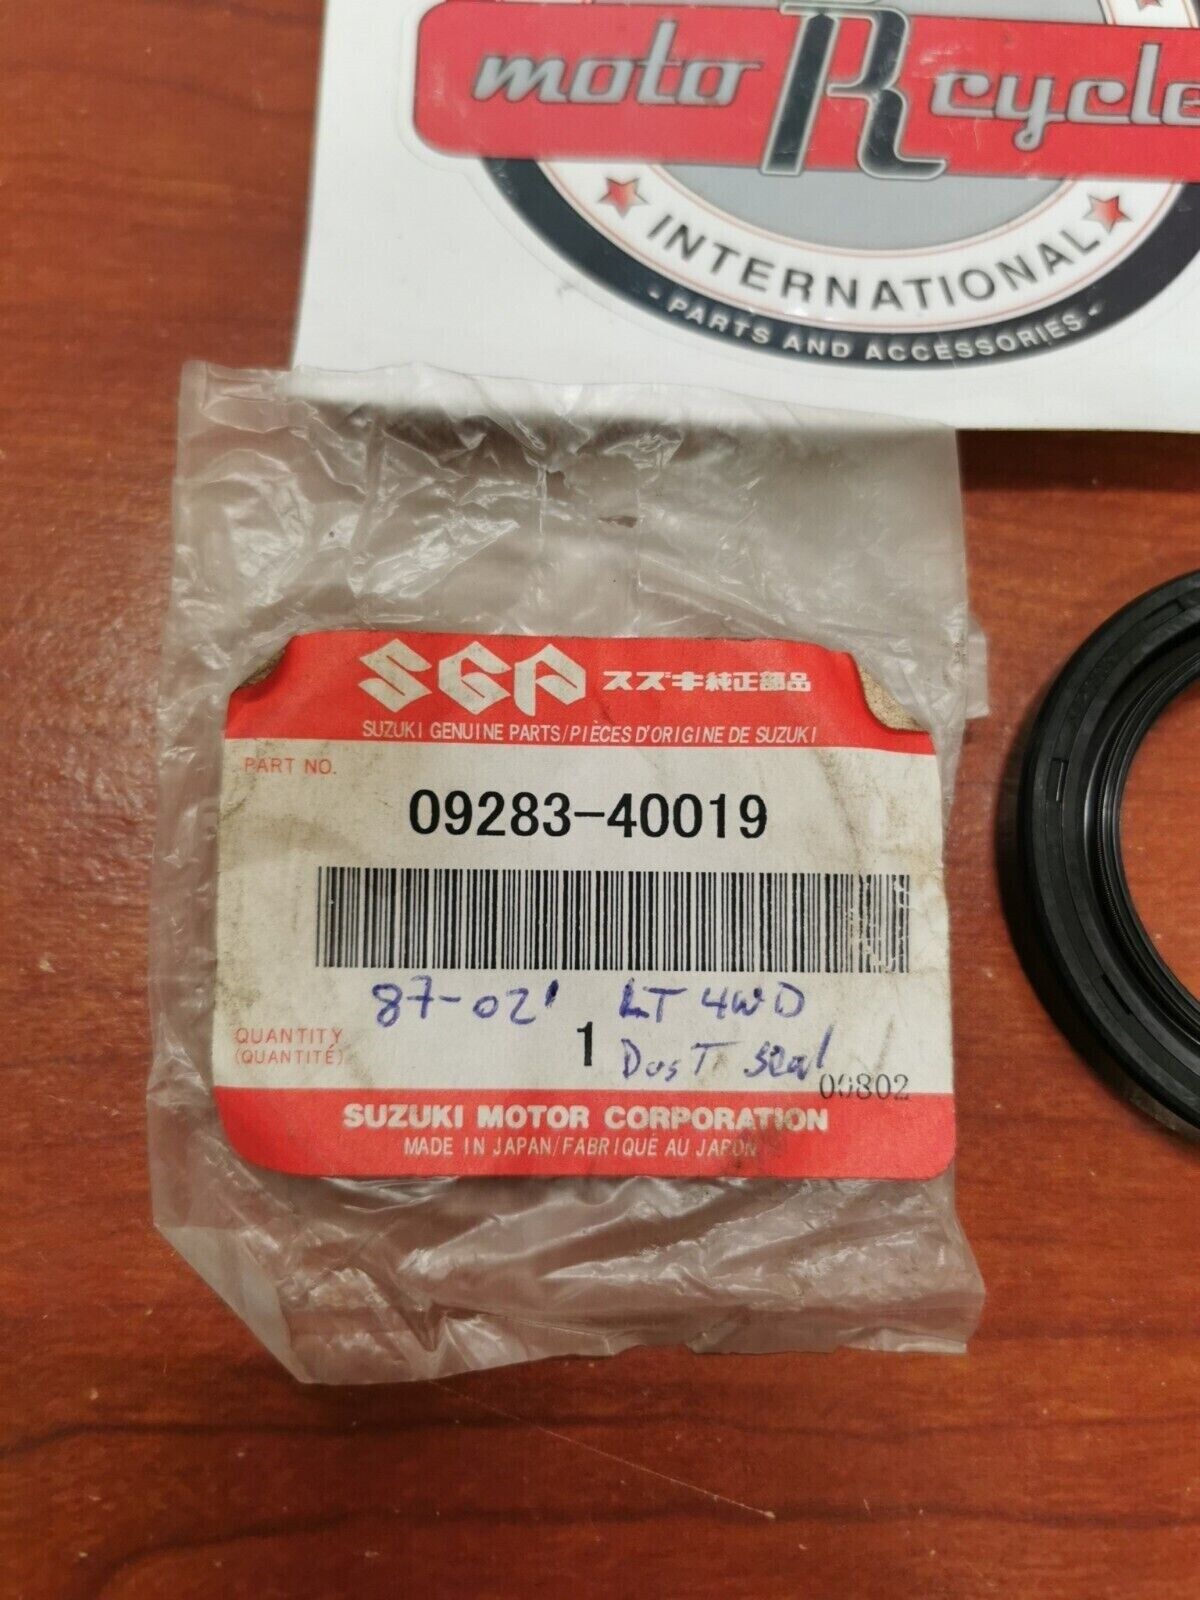 moto R cycle
INTERNATIONAL
- PARTS AND ACCESSORIES -
SGP スズキ純正部品
SUZUKI GENUINE PARTS/PIÈCES D'ORIGINE DE SUZUKI
PART NO.
09283-40019
87-02' LT 4WD
QUANTITY
(QUANTITÉ)
1
Dust seal
00802
SUZUKI MOTOR CORPORATION
MADE IN JAPAN/FABRIQUÉ AU JAPON